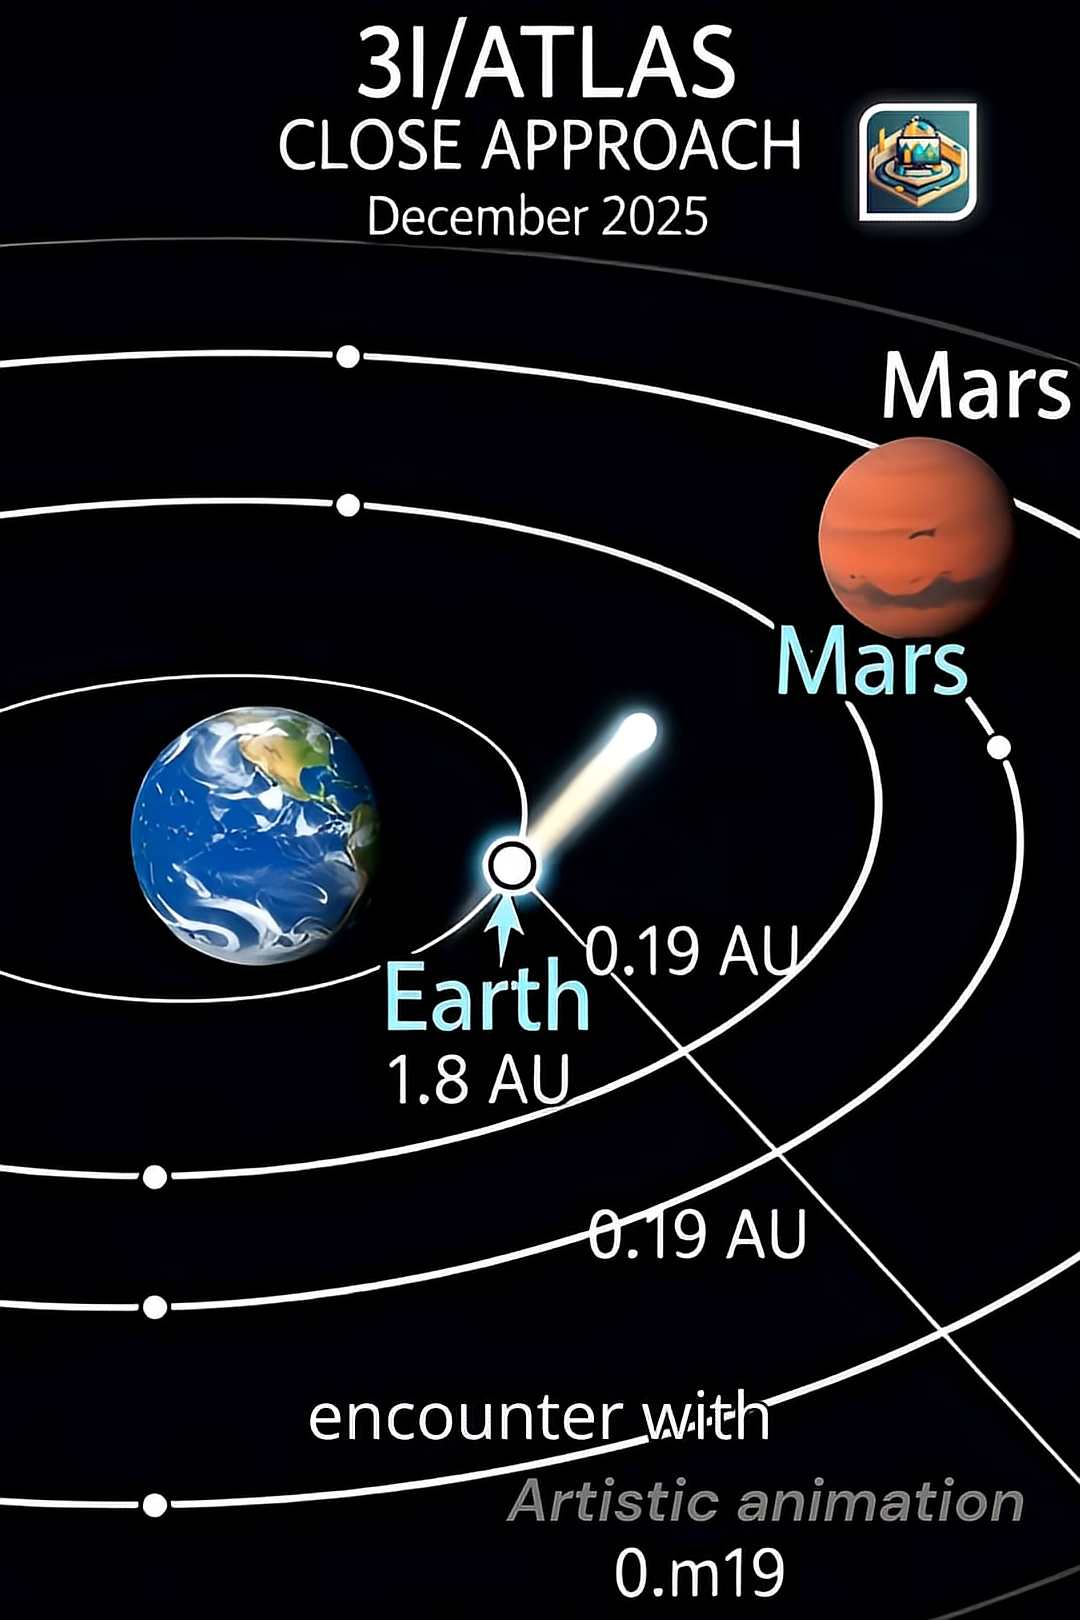 3I/ATLAS
CLOSE APPROACH
December 2025
Mars
Mars
0.19 AU
Earth
1.8 AU
0.19 AU
encounter with
Artistic animation
0.m19